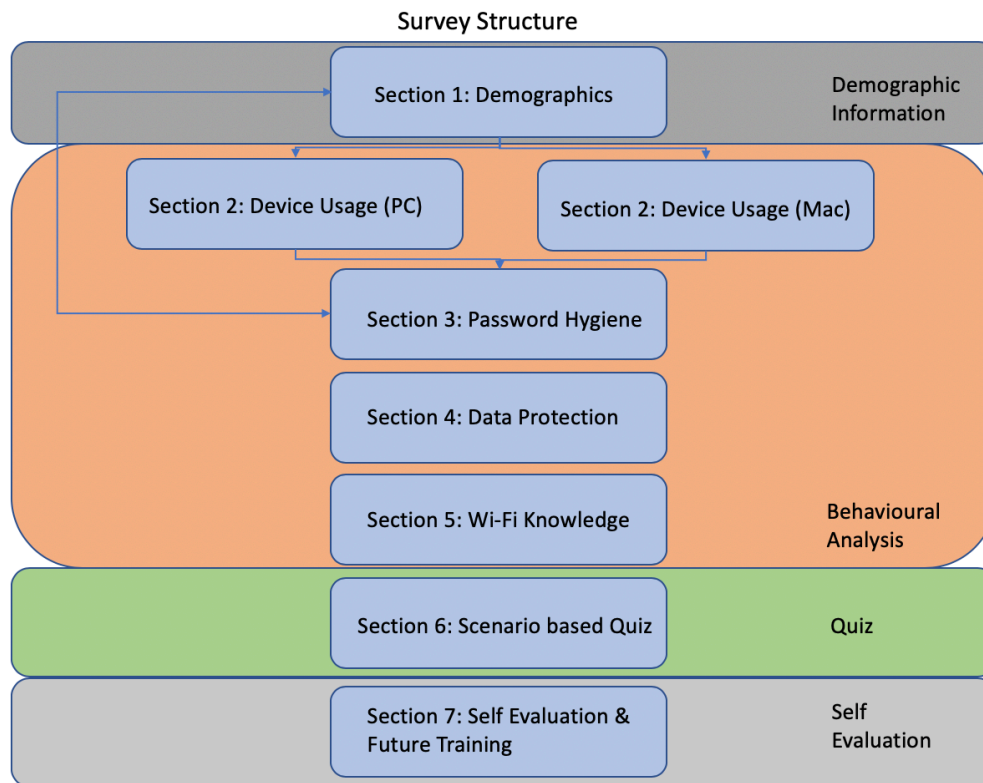 Survey Structure
Section 1: Demographics
Demographic
Information
Section 2: Device Usage (PC)
Section 2: Device Usage (Mac)
Section 3: Password Hygiene
Section 4: Data Protection
Section 5: Wi-Fi Knowledge
Behavioural
Analysis
Section 6: Scenario based Quiz
Quiz
Section 7: Self Evaluation &
Future Training
Self
Evaluation